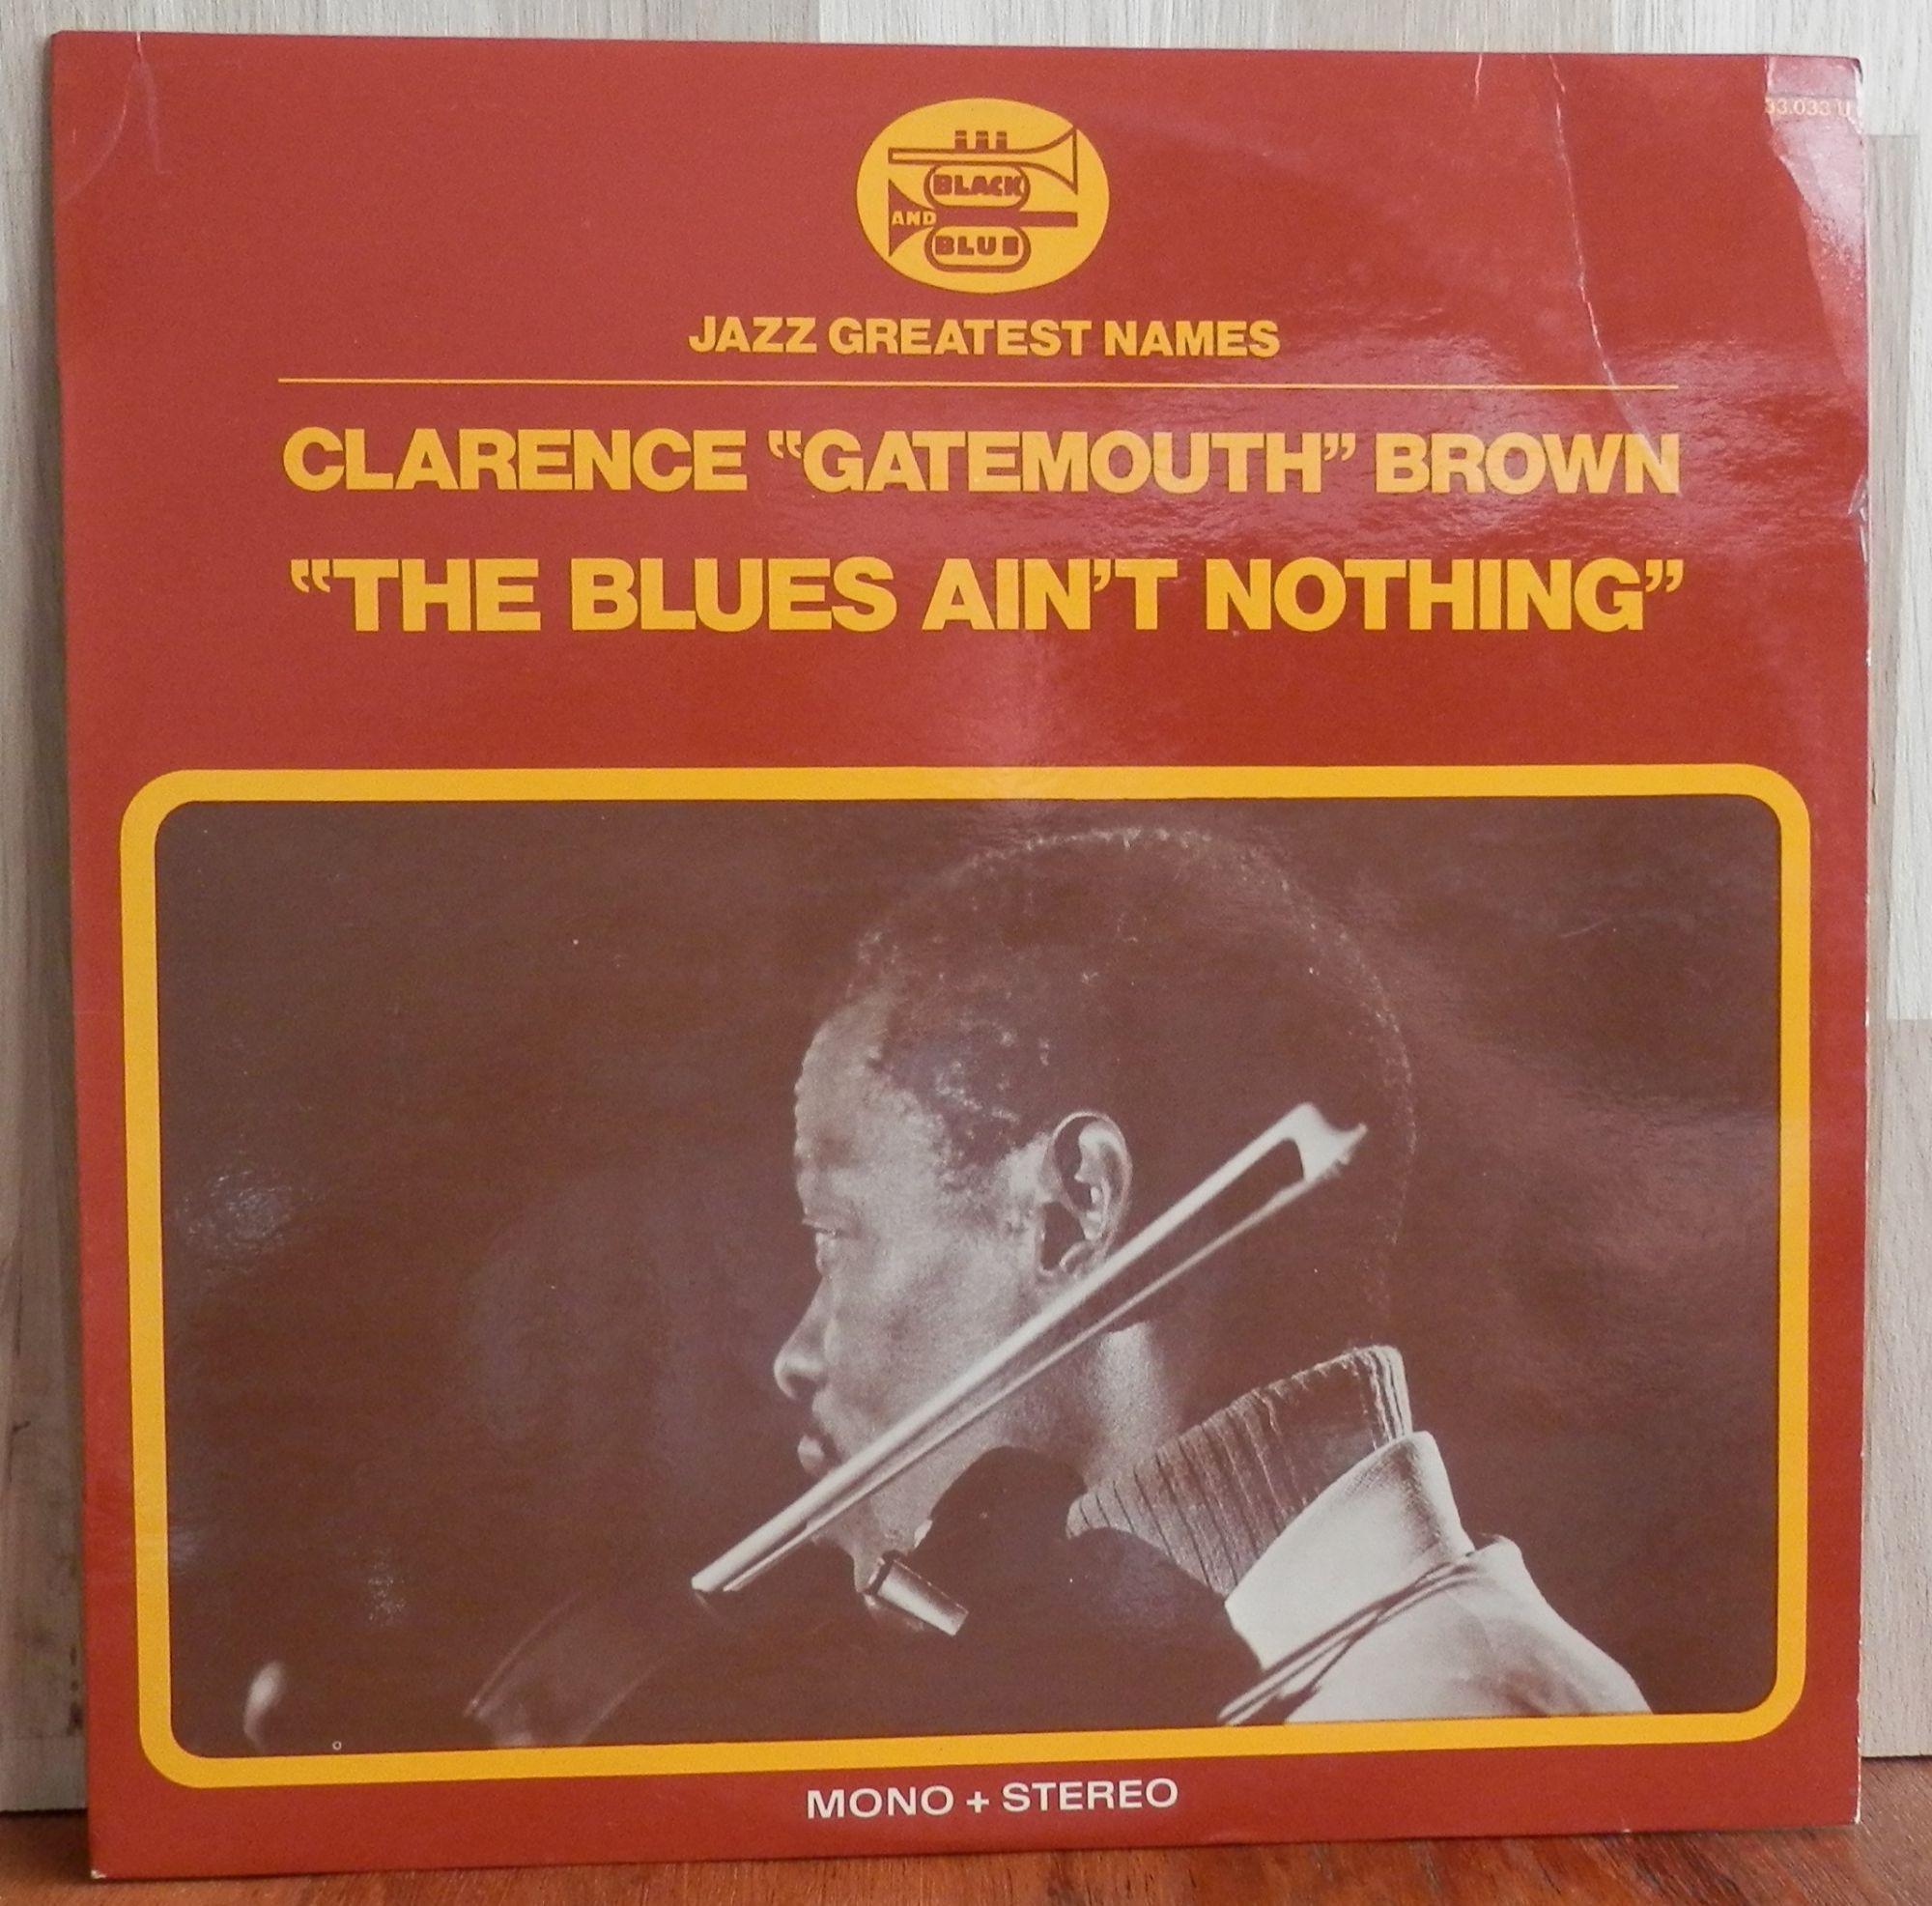 33.033 U
BLACK
AND
BLUE
JAZZ GREATEST NAMES
CLARENCE “GATEMOUTH” BROWN
“THE BLUES AIN’T NOTHING”
MONO + STEREO